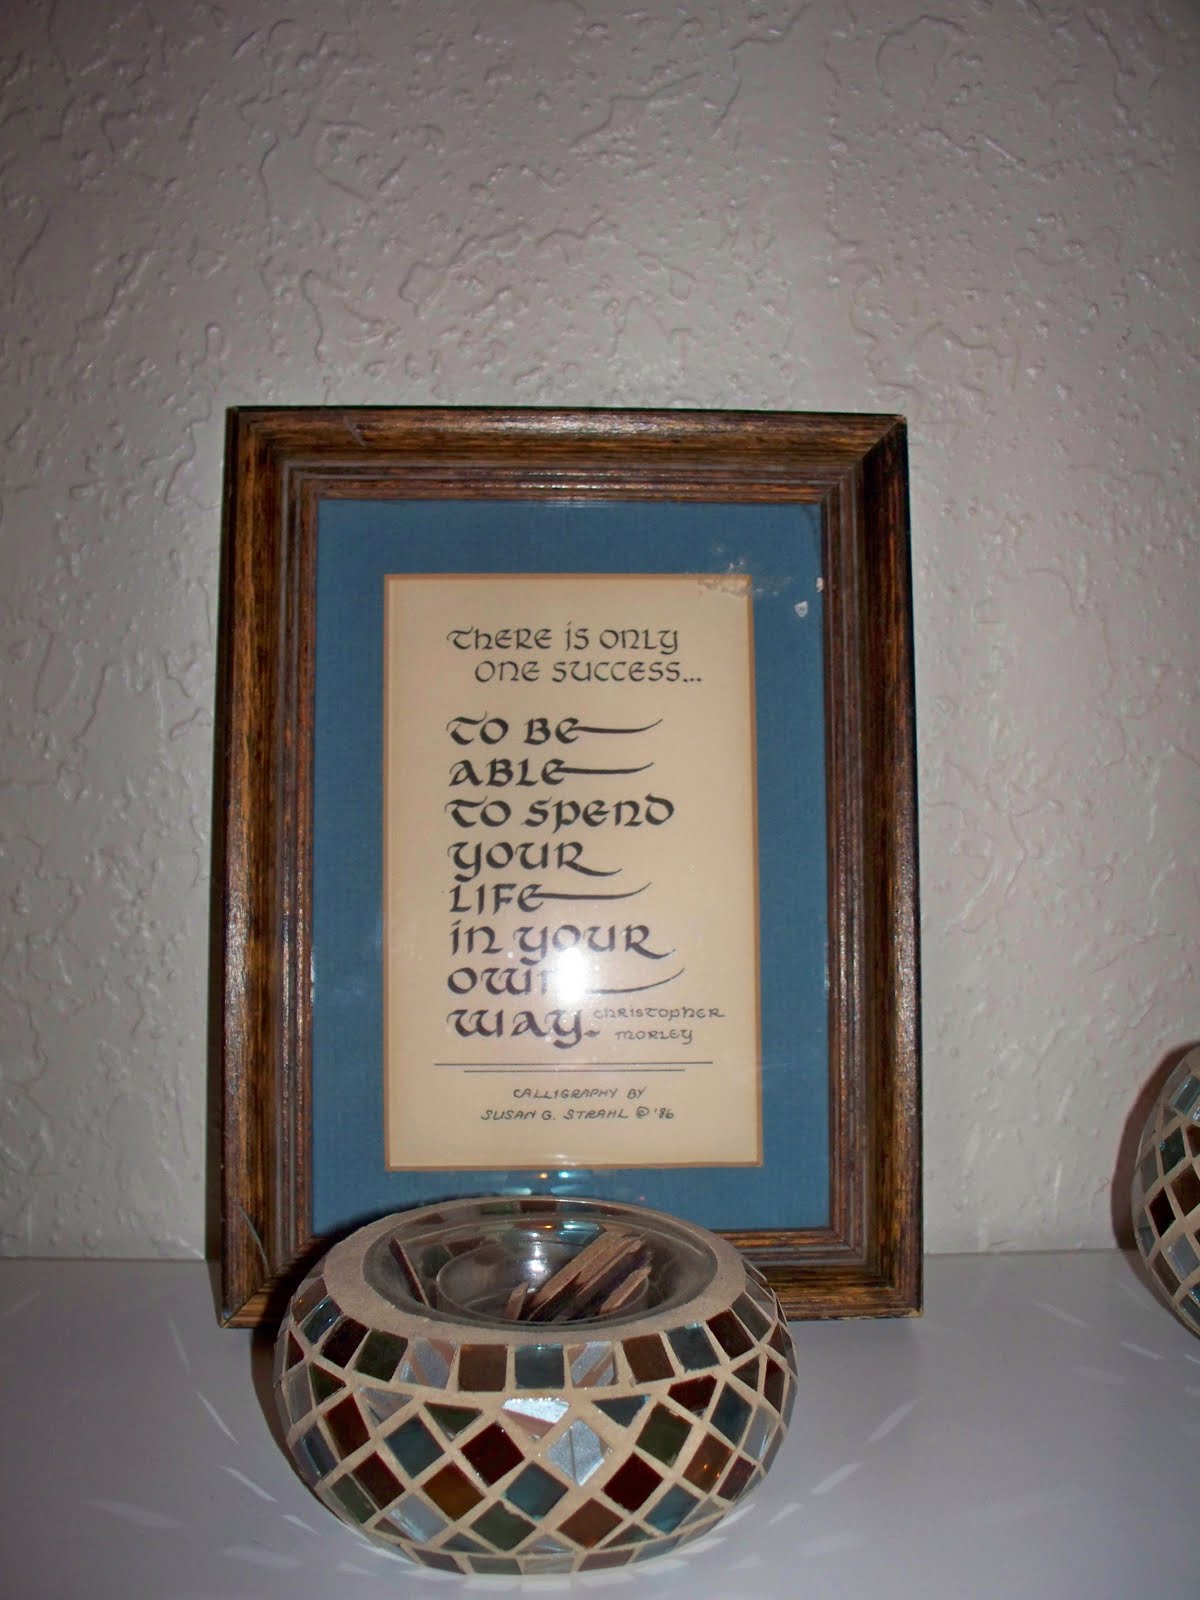 There is only
one success...
To be
able
to spend
your
life
in your
own
way.
Christopher
Morley
CALLIGRAPHY BY
SUSAN G. STRAHL © '86